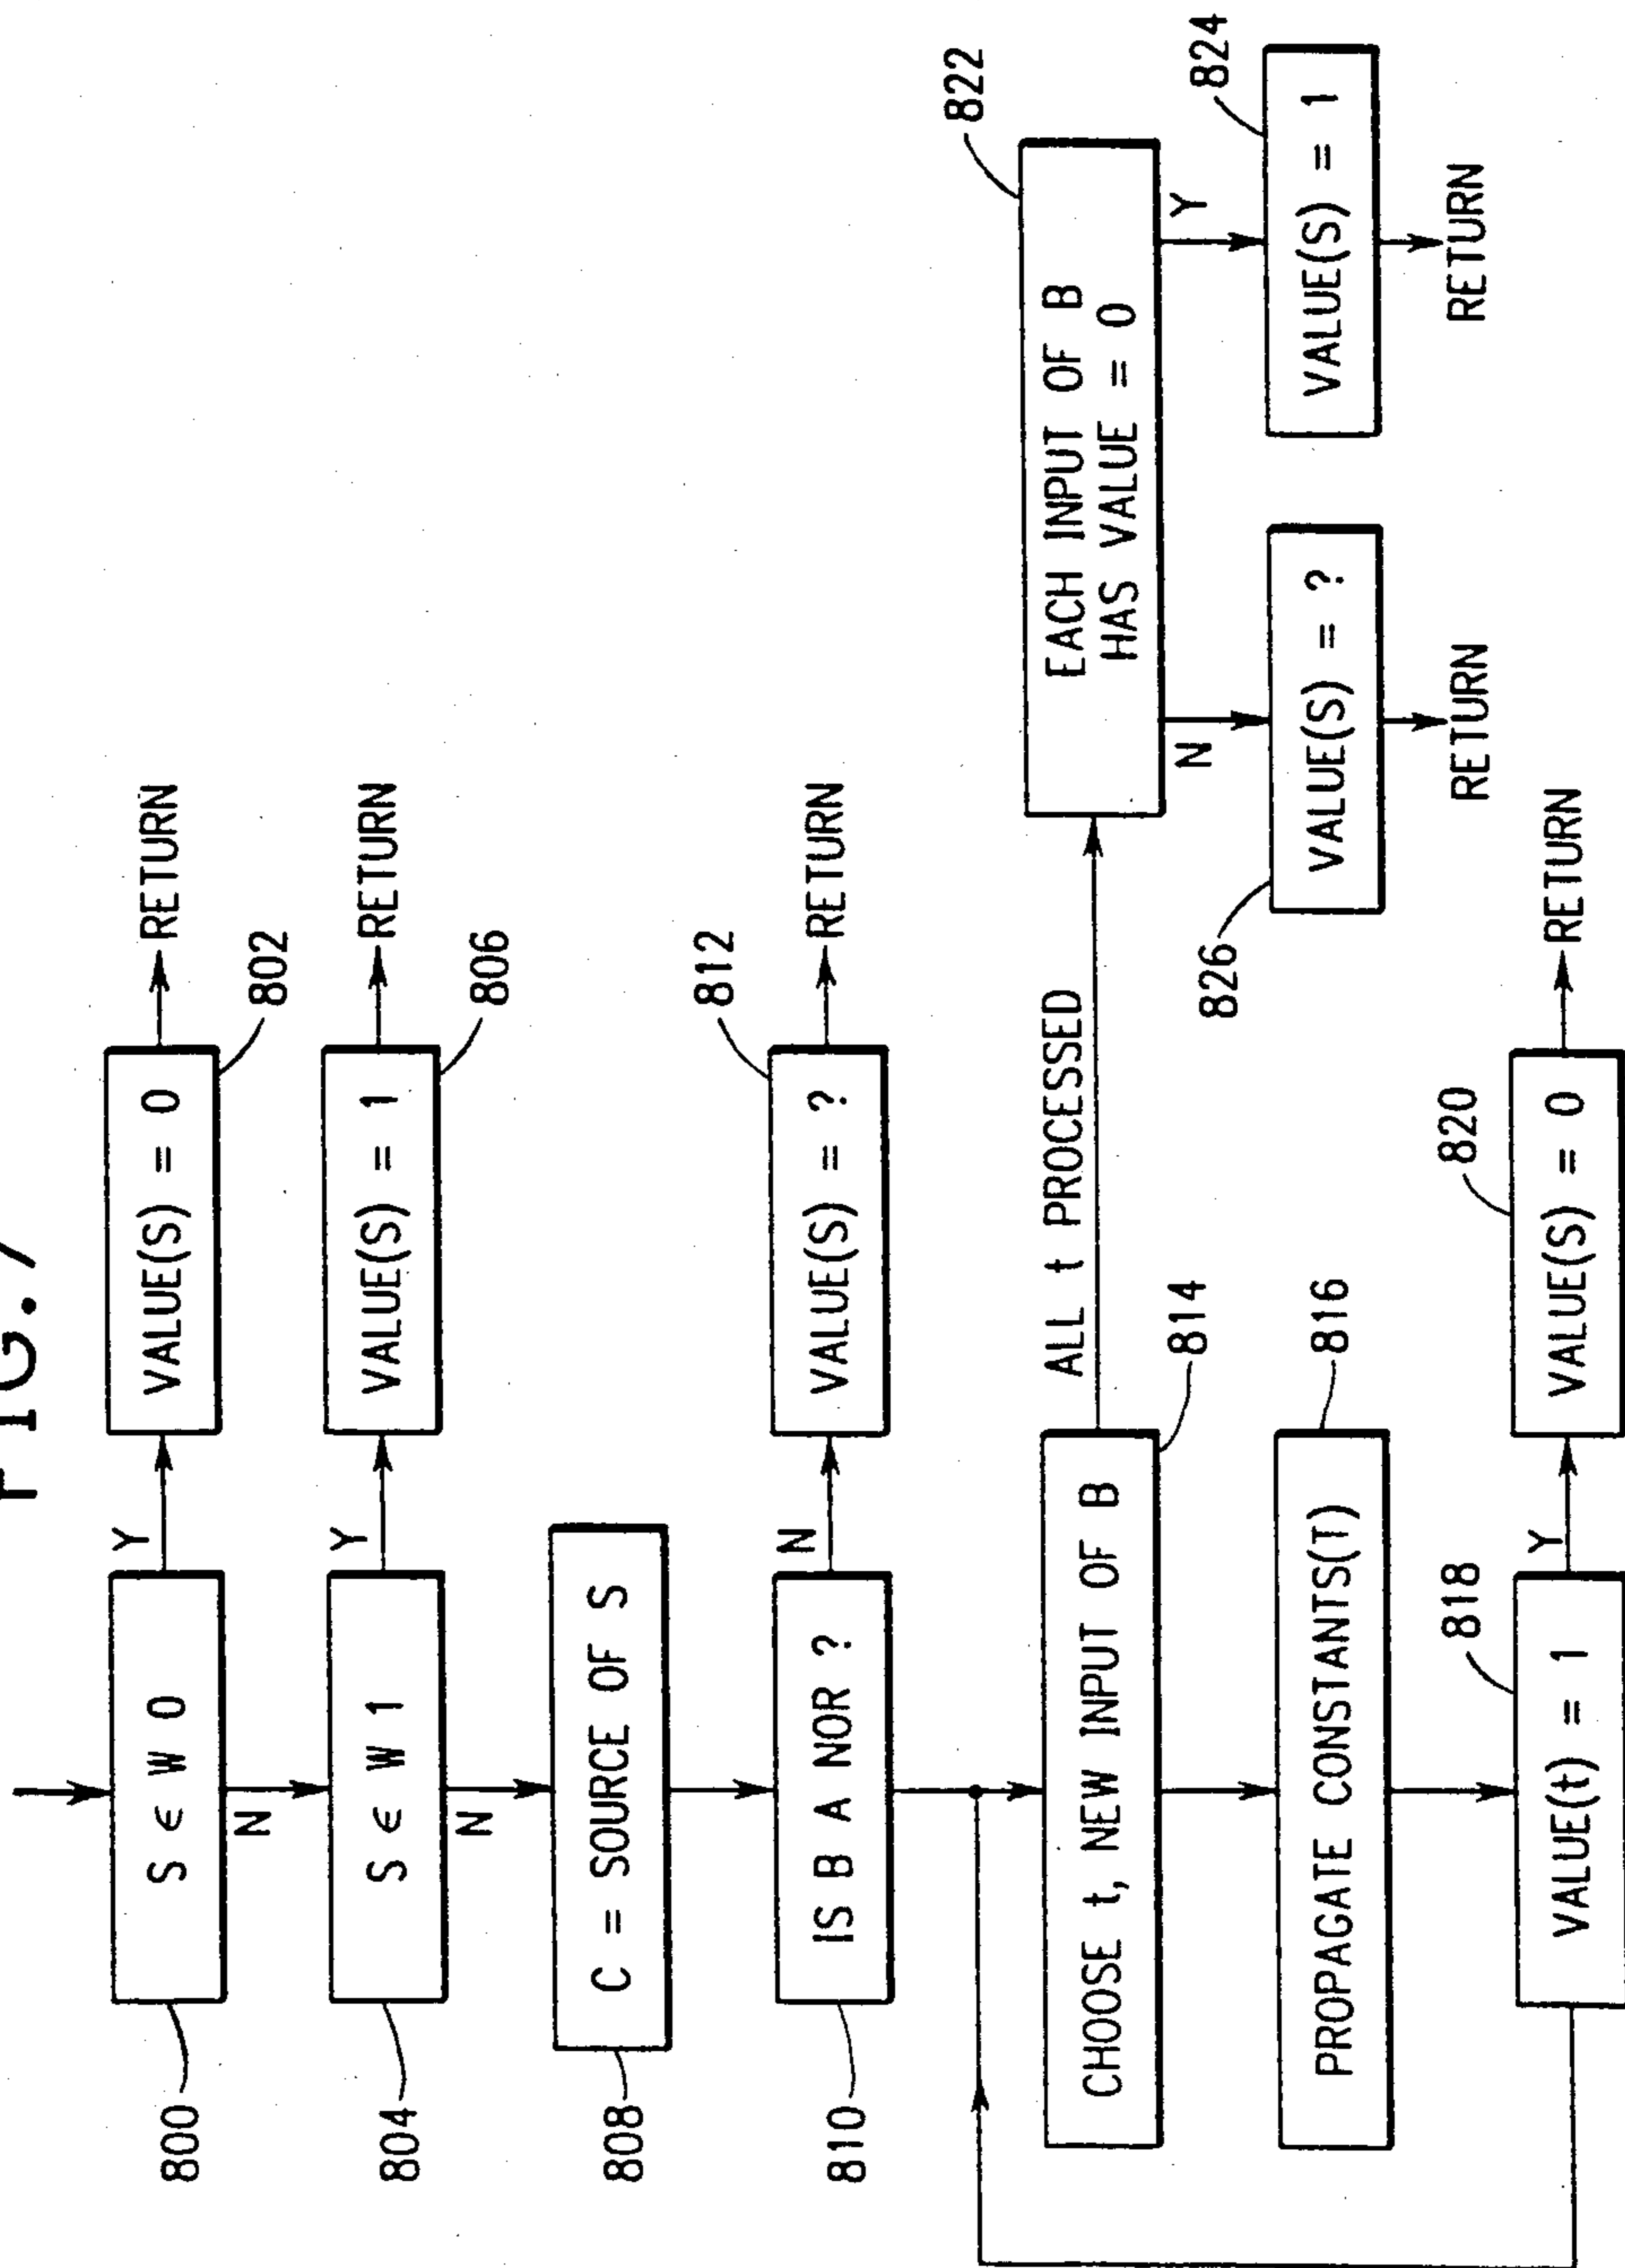 FIG. 7
800
S ϵ W 0
Y
VALUE(S) = 0
RETURN
802
N
804
S ϵ W 1
Y
VALUE(S) = 1
RETURN
806
N
808
C = SOURCE OF S
810
IS B A NOR ?
N
VALUE(S) = ?
RETURN
812
CHOOSE t, NEW INPUT OF B
814
ALL t PROCESSED
EACH INPUT OF B
HAS VALUE = 0
822
N
Y
826
VALUE(S) = ?
RETURN
VALUE(S) = 1
824
RETURN
PROPAGATE CONSTANTS(T)
816
VALUE(t) = 1
818
Y
VALUE(S) = 0
820
RETURN